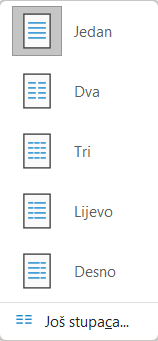 Jedan
Dva
Tri
Lijevo
Desno
Još stupaca...